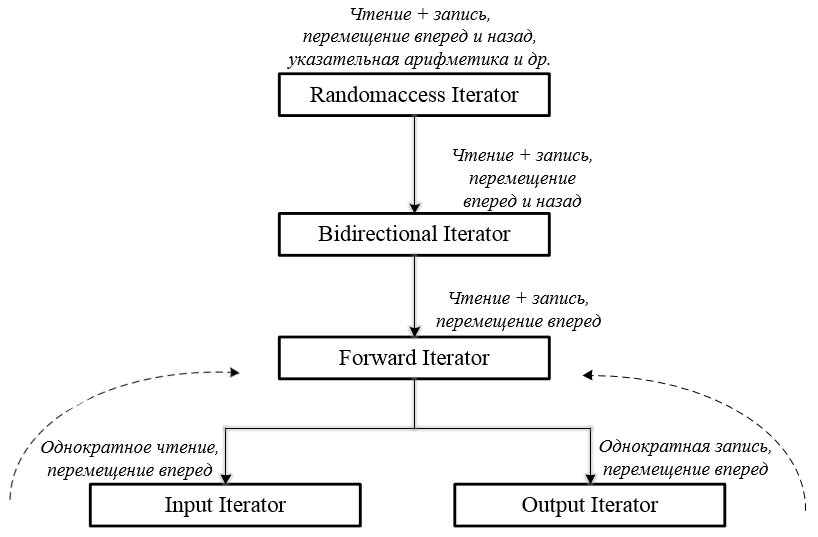 Чтение + запись,
перемещение вперед и назад,
указательная арифметика и др.
Randomaccess Iterator
Чтение + запись,
перемещение
вперед и назад
Bidirectional Iterator
Чтение + запись,
перемещение вперед
Forward Iterator
Однократное чтение,
перемещение вперед
Input Iterator
Однократная запись,
перемещение вперед
Output Iterator